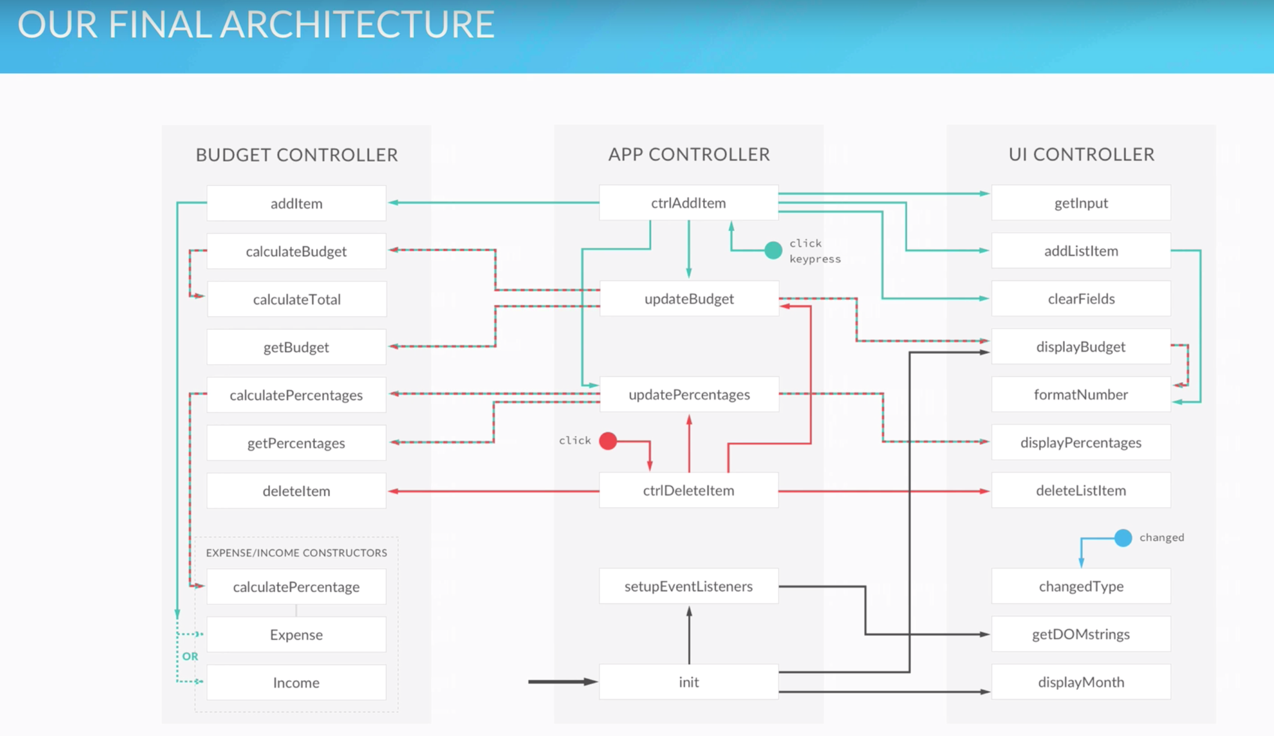 OUR FINAL ARCHITECTURE
BUDGET CONTROLLER
addItem
calculateBudget
calculateTotal
getBudget
calculatePercentages
getPercentages
deleteItem
EXPENSE/INCOME CONSTRUCTORS
calculatePercentage
Expense
OR
Income
APP CONTROLLER
ctrlAddItem
click
keypress
updateBudget
updatePercentages
click
ctrlDeleteItem
setupEventListeners
init
UI CONTROLLER
getInput
addListItem
clearFields
displayBudget
formatNumber
displayPercentages
deleteListItem
changed
changedType
getDOMstrings
displayMonth